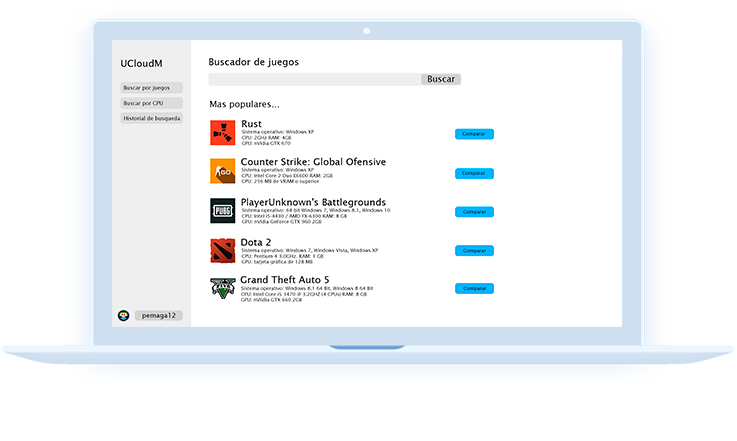 UCloudM
Buscar por juegos
Buscar por CPU
Historial de busqueda
pemaga12
Buscador de juegos
Buscar
Mas populares...
Rust
Sistema operativo: Windows XP
CPU: 2GHz RAM: 4GB
GPU: nVidia GTX 670
Comparar
GO
Counter Strike: Global Ofensive
Sistema operativo: Windows XP
CPU: Intel Core 2 Duo E6600 RAM: 2GB
GPU: 256 MB de VRAM o superior
Comparar
PUBG
PlayerUnknown's Battlegrounds
Sistema operativo: 64-bit Windows 7, Windows 8.1, Windows 10
CPU: Intel i5-4430 / AMD FX-6300 RAM: 8 GB
GPU: nVidia GeForce GTX 960 2GB
Comparar
Dota 2
Sistema operativo: Windows 7, Windows Vista, Windows XP
CPU: Pentium 4 3.0GHz. RAM: 1 GB
GPU: tarjeta gráfica de 128 MB
Comparar
FIVE
Grand Theft Auto 5
Sistema operativo: Windows 8.1 64 Bit, Windows 8 64 Bit
CPU: Intel Core i5 3470 @ 3.2GHZ (4 CPUs) RAM: 8 GB
GPU: nVidia GTX 660 2GB
Comparar